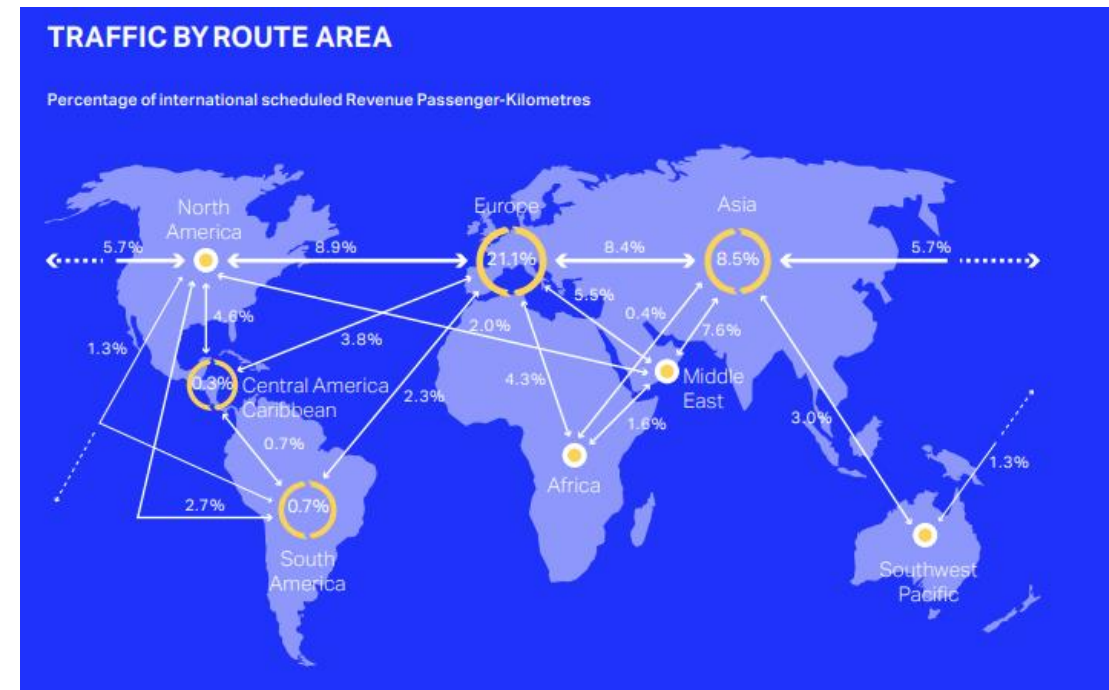 TRAFFIC BY ROUTE AREA
Percentage of international scheduled Revenue Passenger-Kilometres
North
America
Europe
Asia
5.7%
8.9%
21.1%
8.4%
8.5%
5.7%
5.5%
0.4%
4.6%
2.0%
7.6%
1.3%
3.8%
0.3%
Central America
Caribbean
4.3%
Middle
East
2.3%
1.6%
3.0%
0.7%
1.3%
Africa
2.7%
0.7%
South
America
Southwest
Pacific